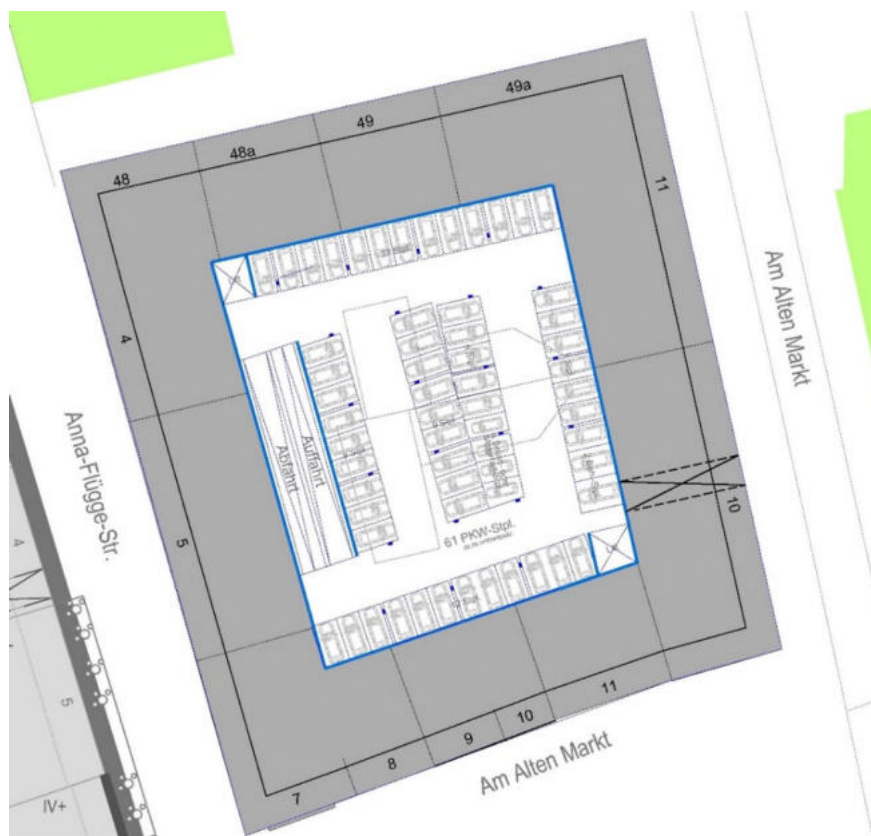 49a
49
48a
48
11
Am Alten Markt
4
Anna-Flügge-Str.
Abfahrt
Auffahrt
5
61 PKW-Stpl.
10
4
5
IV+
11
10
9
8
7
Am Alten Markt